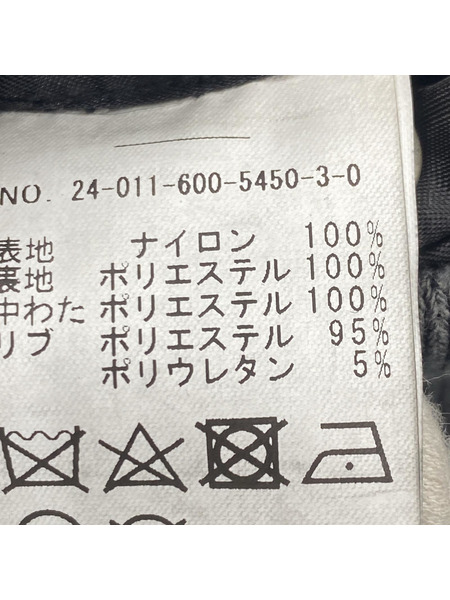 NO. 24-011-600-5450-3-0
表地 ナイロン 100%
裏地 ポリエステル 100%
中わた ポリエステル 100%
リブ ポリエステル 95%
ポリウレタン 5%